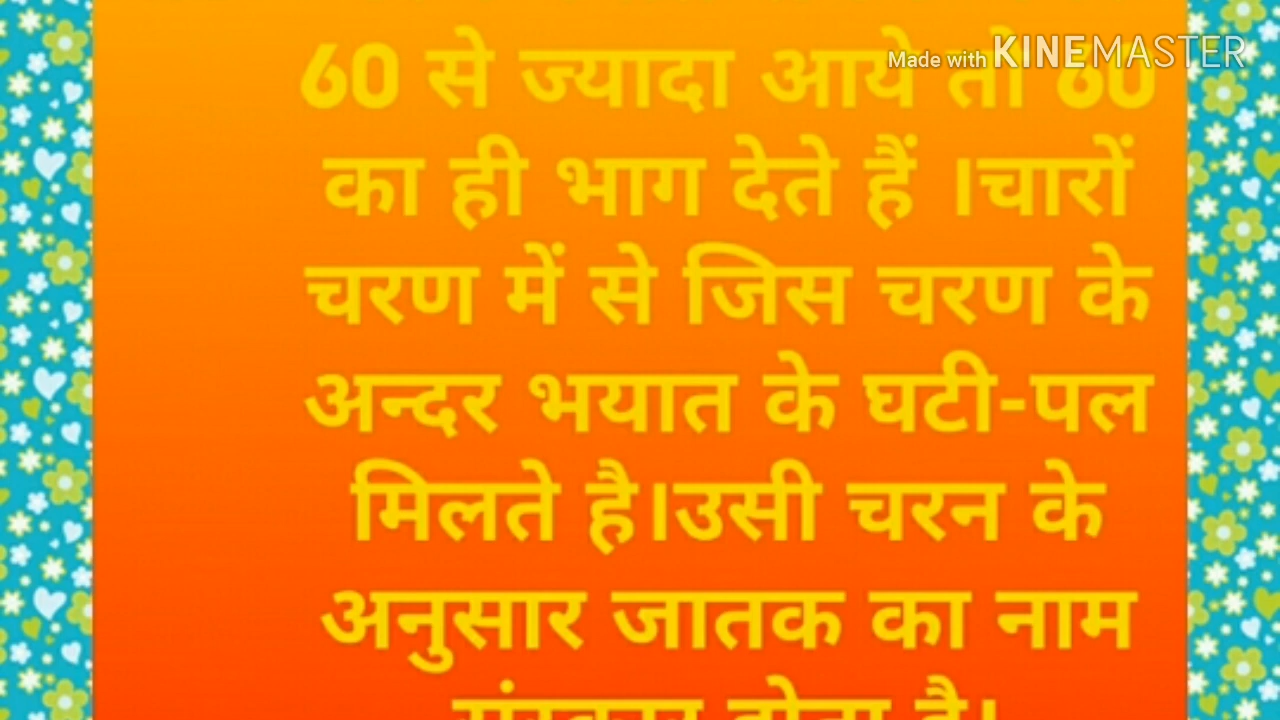 Made with KINEMASTER
60 से ज्यादा आये तो 60
का ही भाग देते हैं ।चारों
चरण में से जिस चरण के
अन्दर भयात के घटी-पल
मिलते है।उसी चरन के
अनुसार जातक का नाम